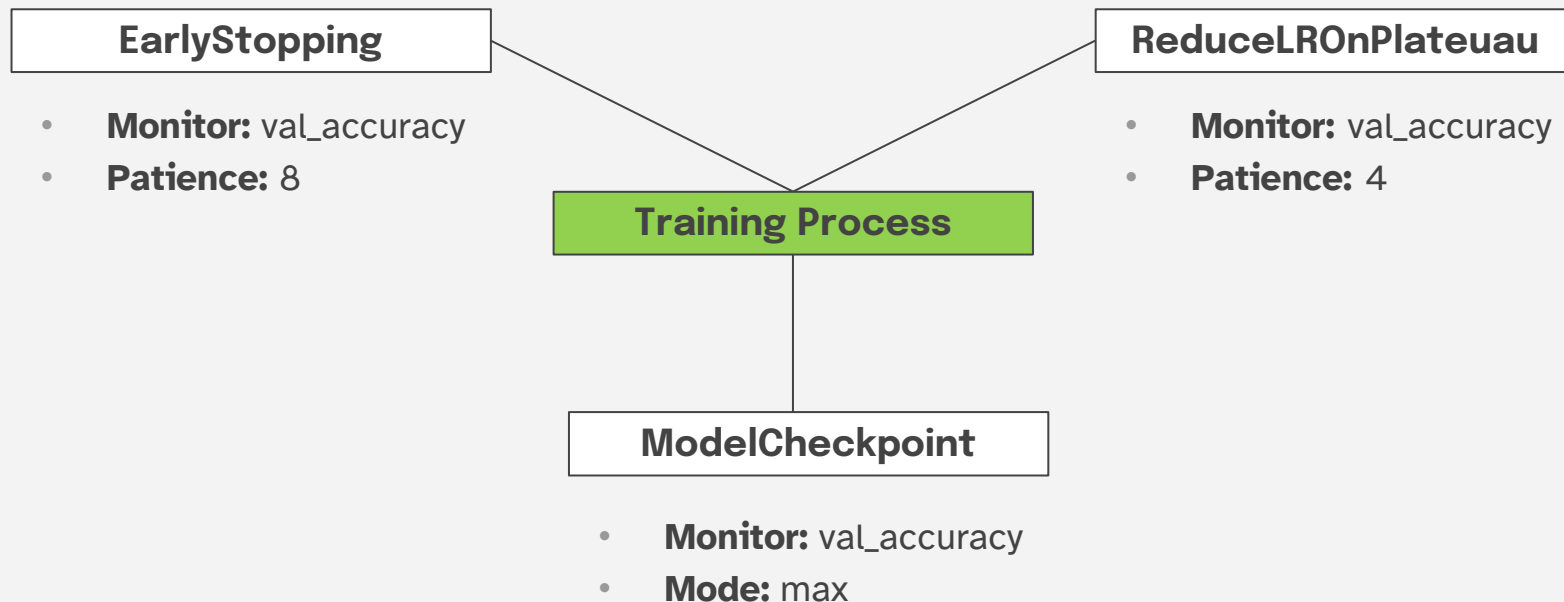 EarlyStopping
• Monitor: val_accuracy
• Patience: 8
ReduceLROnPlateuau
• Monitor: val_accuracy
• Patience: 4
Training Process
ModelCheckpoint
• Monitor: val_accuracy
• Mode: max